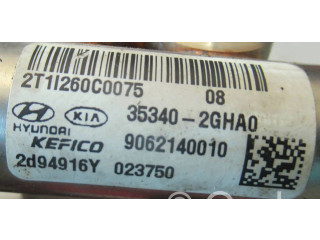 2T1I260C0075 08
HYUNDAI KIA 35340-2GHA0
KEFICO 9062140010
2d94916Y 023750